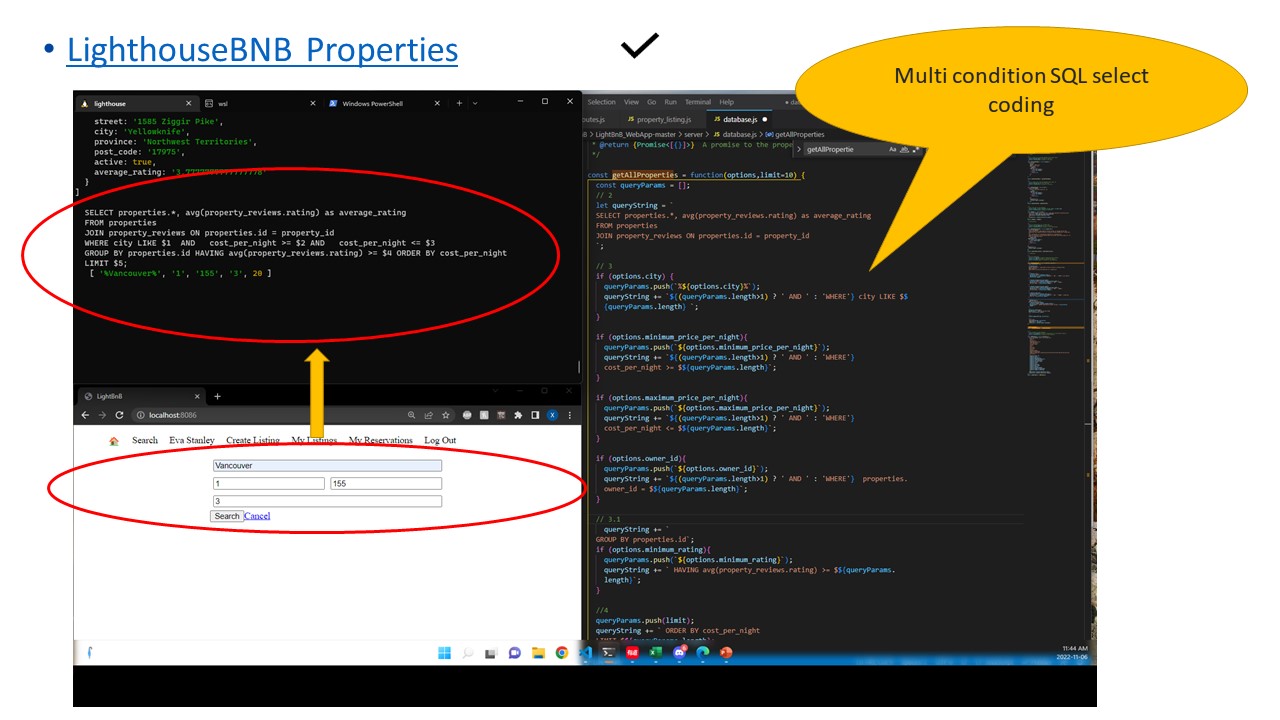 • LighthouseBNB Properties
Multi condition SQL select
coding
lighthouse
wsl
Windows PowerShell
street: '1585 Ziggir Pike',
city: 'Yellowknife',
province: 'Northwest Territories',
post_code: '17975',
active: true,
average_rating:
}
]
SELECT properties.*, avg(property_reviews.rating) as average_rating
FROM properties
JOIN property_reviews ON properties.id = property_id
WHERE city LIKE $1  AND   cost_per_night >= $2 AND   cost_per_night <= $3
GROUP BY properties.id HAVING avg(property_reviews.rating) >= $4 ORDER BY cost_per_night
LIMIT $5;
[ '%Vancouver%', '1', '155', '3', 20 ]
LightBnB
localhost:8086
Search Eva Stanley Create Listing My Listings My Reservations Log Out
Vancouver
1 155
3
Search Cancel
Selection View Go Run Terminal Help
property_listing.js
database.js
LightBnB_WebApp-master > server > database.js > getAllProperties
* @return {Promise<[{}]>}  A promise to the
*/
getAllPropertie
const getAllProperties = function(options,limit=10) {
const queryParams = [];
// 2
let queryString = `
SELECT properties.*, avg(property_reviews.rating) as average_rating
FROM properties
JOIN property_reviews ON properties.id = property_id
`;
// 3
if (options.city) {
queryParams.push(`%${options.city}%`);
queryString += `${(queryParams.length>1) ? ' AND ' : 'WHERE'} city LIKE $$
{queryParams.length} `;
}
if (options.minimum_price_per_night){
queryParams.push(`${options.minimum_price_per_night}`);
queryString += `${(queryParams.length>1) ? ' AND ' : 'WHERE'}
cost_per_night >= $${queryParams.length}`;
}
if (options.maximum_price_per_night){
queryParams.push(`${options.maximum_price_per_night}`);
queryString += `${(queryParams.length>1) ? ' AND ' : 'WHERE'}
cost_per_night <= $${queryParams.length}`;
}
if (options.owner_id){
queryParams.push(`${options.owner_id}`);
queryString += `${(queryParams.length>1) ? ' AND ' : 'WHERE'}  properties.
owner_id = $${queryParams.length}`;
}
// 3.1
queryString += `
GROUP BY properties.id`;
if (options.minimum_rating){
queryParams.push(`${options.minimum_rating}`);
queryString += ` HAVING avg(property_reviews.rating) >= $${queryParams.
length}`;
}
//4
queryParams.push(limit);
queryString += ` ORDER BY cost_per_night
11:44 AM
2022-11-06